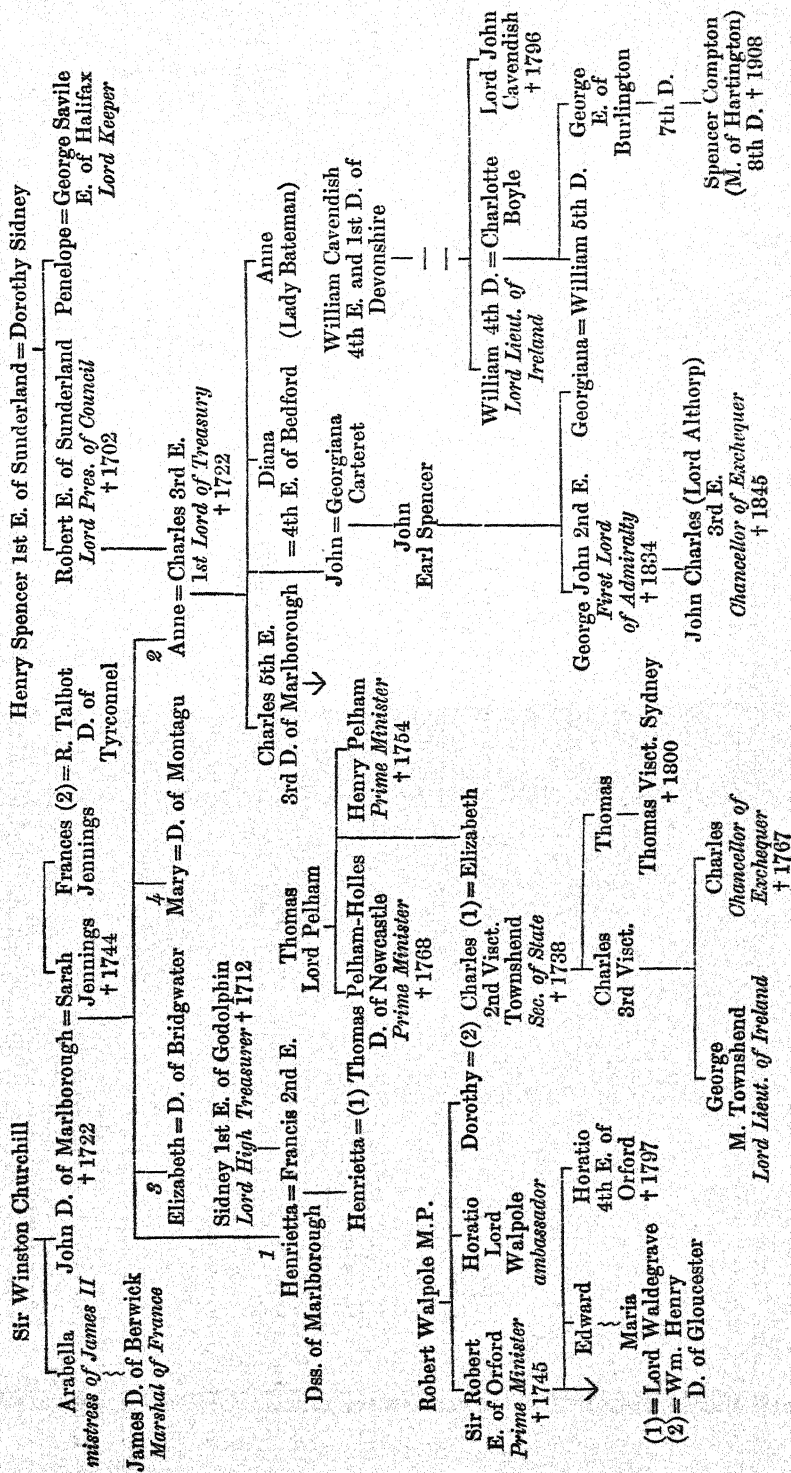 Henry Spencer 1st E. of Sunderland = Dorothy Sidney
Sir Winston Churchill
Robert E. of Sunderland
Lord Pres. of Council
† 1702
Penelope = George Savile
E. of Halifax
Lord Keeper
Arabella
mistress of James II
John D. of Marlborough = Sarah
† 1722
Jennings
† 1744
Frances (2) = R. Talbot
Jennings
D. of
Tyrconnel
James D. of Berwick
Marshal of France
3
Elizabeth = D. of Bridgwater
4
Mary = D. of Montagu
2
Anne = Charles 3rd E.
1st Lord of Treasury
† 1722
Sidney 1st E. of Godolphin
Lord High Treasurer † 1712
1
Henrietta = Francis 2nd E.
Dss. of Marlborough
Charles 5th E.
3rd D. of Marlborough
Diana
= 4th E. of Bedford
Anne
(Lady Bateman)
John = Georgiana
Carteret
William Cavendish
4th E. and 1st D. of
Devonshire
Thomas
Lord Pelham
John
Earl Spencer
Henrietta = (1) Thomas Pelham-Holles
D. of Newcastle
Prime Minister
† 1768
Henry Pelham
Prime Minister
† 1754
William 4th D. = Charlotte
Lord Lieut. of
Ireland
Boyle
Lord John
Cavendish
† 1796
Robert Walpole M.P.
Sir Robert
E. of Orford
Prime Minister
† 1745
Horatio
Lord
Walpole
ambassador
Dorothy = (2) Charles (1) = Elizabeth
2nd Visct.
Townshend
Sec. of State
† 1738
George John 2nd E.
First Lord
of Admiralty
† 1834
Georgiana = William 5th D.
George
E. of
Burlington
Edward
Horatio
4th E. of
Orford
† 1797
Charles
3rd Visct.
Thomas
Thomas Visct. Sydney
† 1800
John Charles (Lord Althorp)
3rd E.
Chancellor of Exchequer
† 1845
7th D.
Spencer Compton
(M. of Hartington)
8th D. † 1908
Maria
(1) = Lord Waldegrave
(2) = Wm. Henry
D. of Gloucester
George
M. Townshend
Lord Lieut. of Ireland
Charles
Chancellor of
Exchequer
† 1767